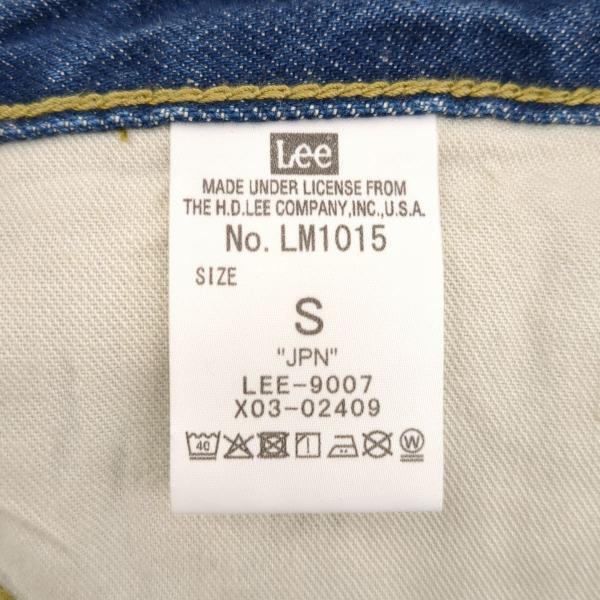 Lee
MADE UNDER LICENSE FROM
THE H.D.LEE COMPANY,INC.,U.S.A.
No. LM1015
SIZE
S
"JPN"
LEE-9007
X03-02409
40 W